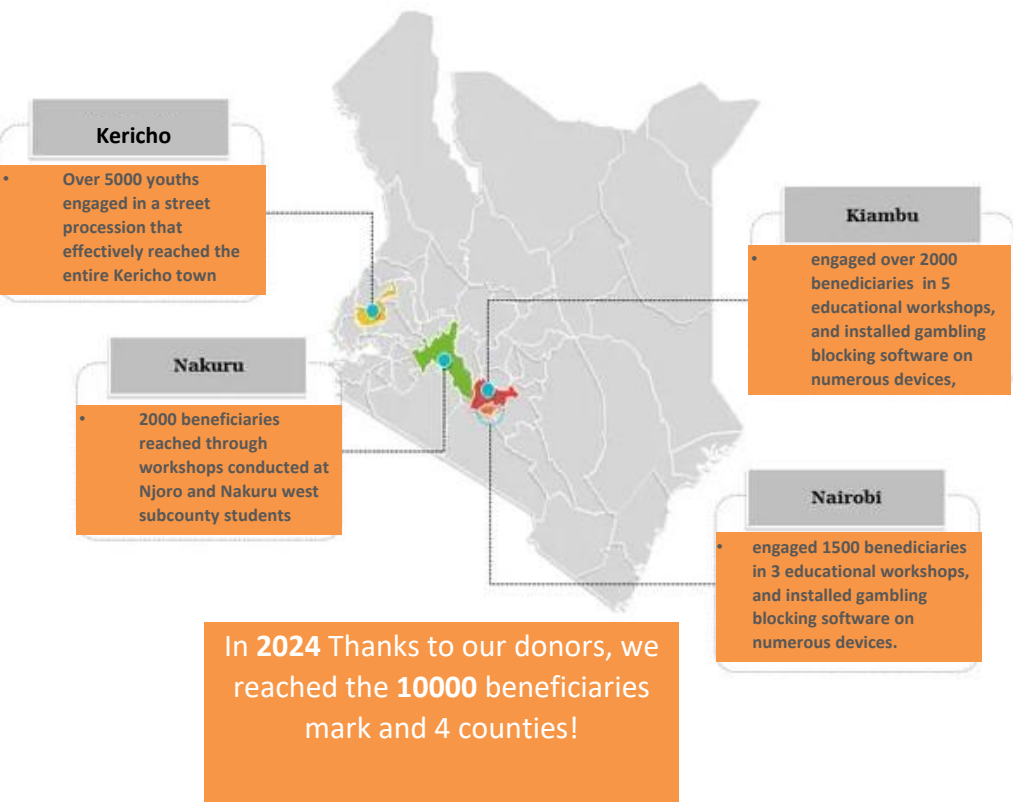 Kericho
• Over 5000 youths
engaged in a street
procession that
effectively reached the
entire Kericho town
Nakuru
• 2000 beneficiaries
reached through
workshops conducted at
Njoro and Nakuru west
subcounty students
Kiambu
• engaged over 2000
benediciaries in 5
educational workshops,
and installed gambling
blocking software on
numerous devices,
Nairobi
• engaged 1500 benediciaries
in 3 educational workshops,
and installed gambling
blocking software on
numerous devices.
In 2024 Thanks to our donors, we
reached the 10000 beneficiaries
mark and 4 counties!